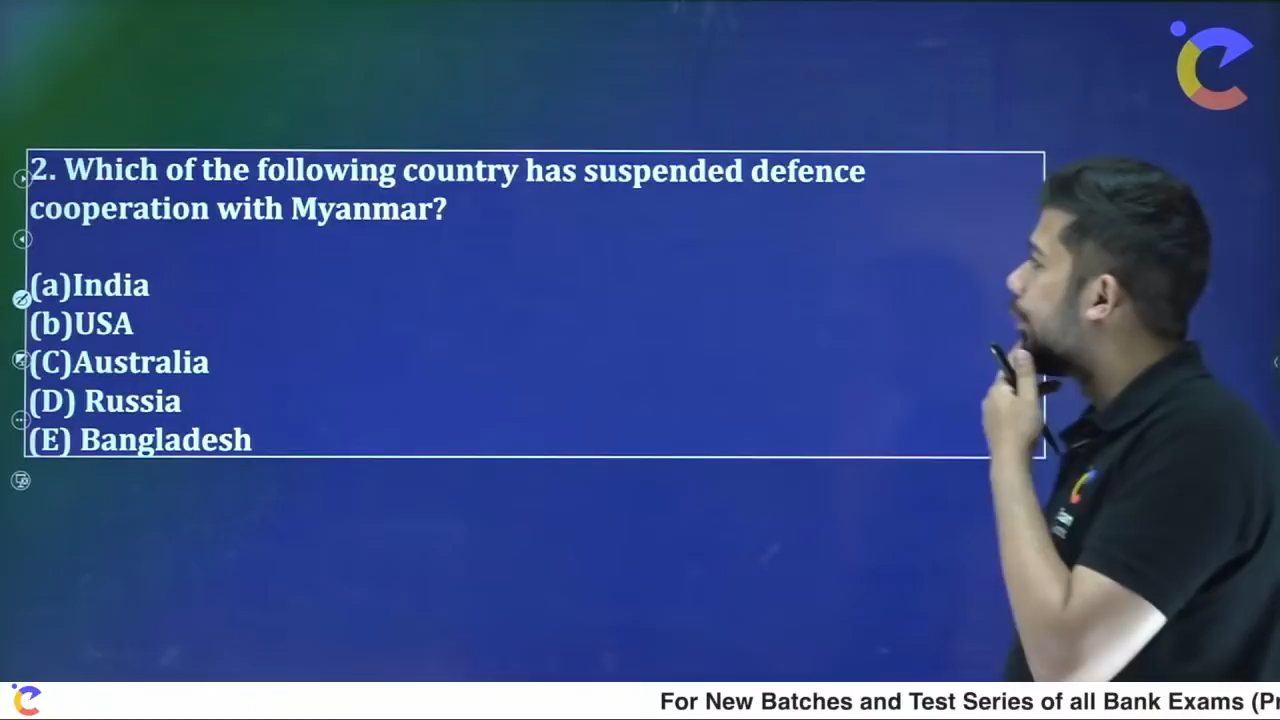 2. Which of the following country has suspended defence
cooperation with Myanmar?
(a)India
(b)USA
(C)Australia
(D) Russia
(E) Bangladesh
For New Batches and Test Series of all Bank Exams (Pr